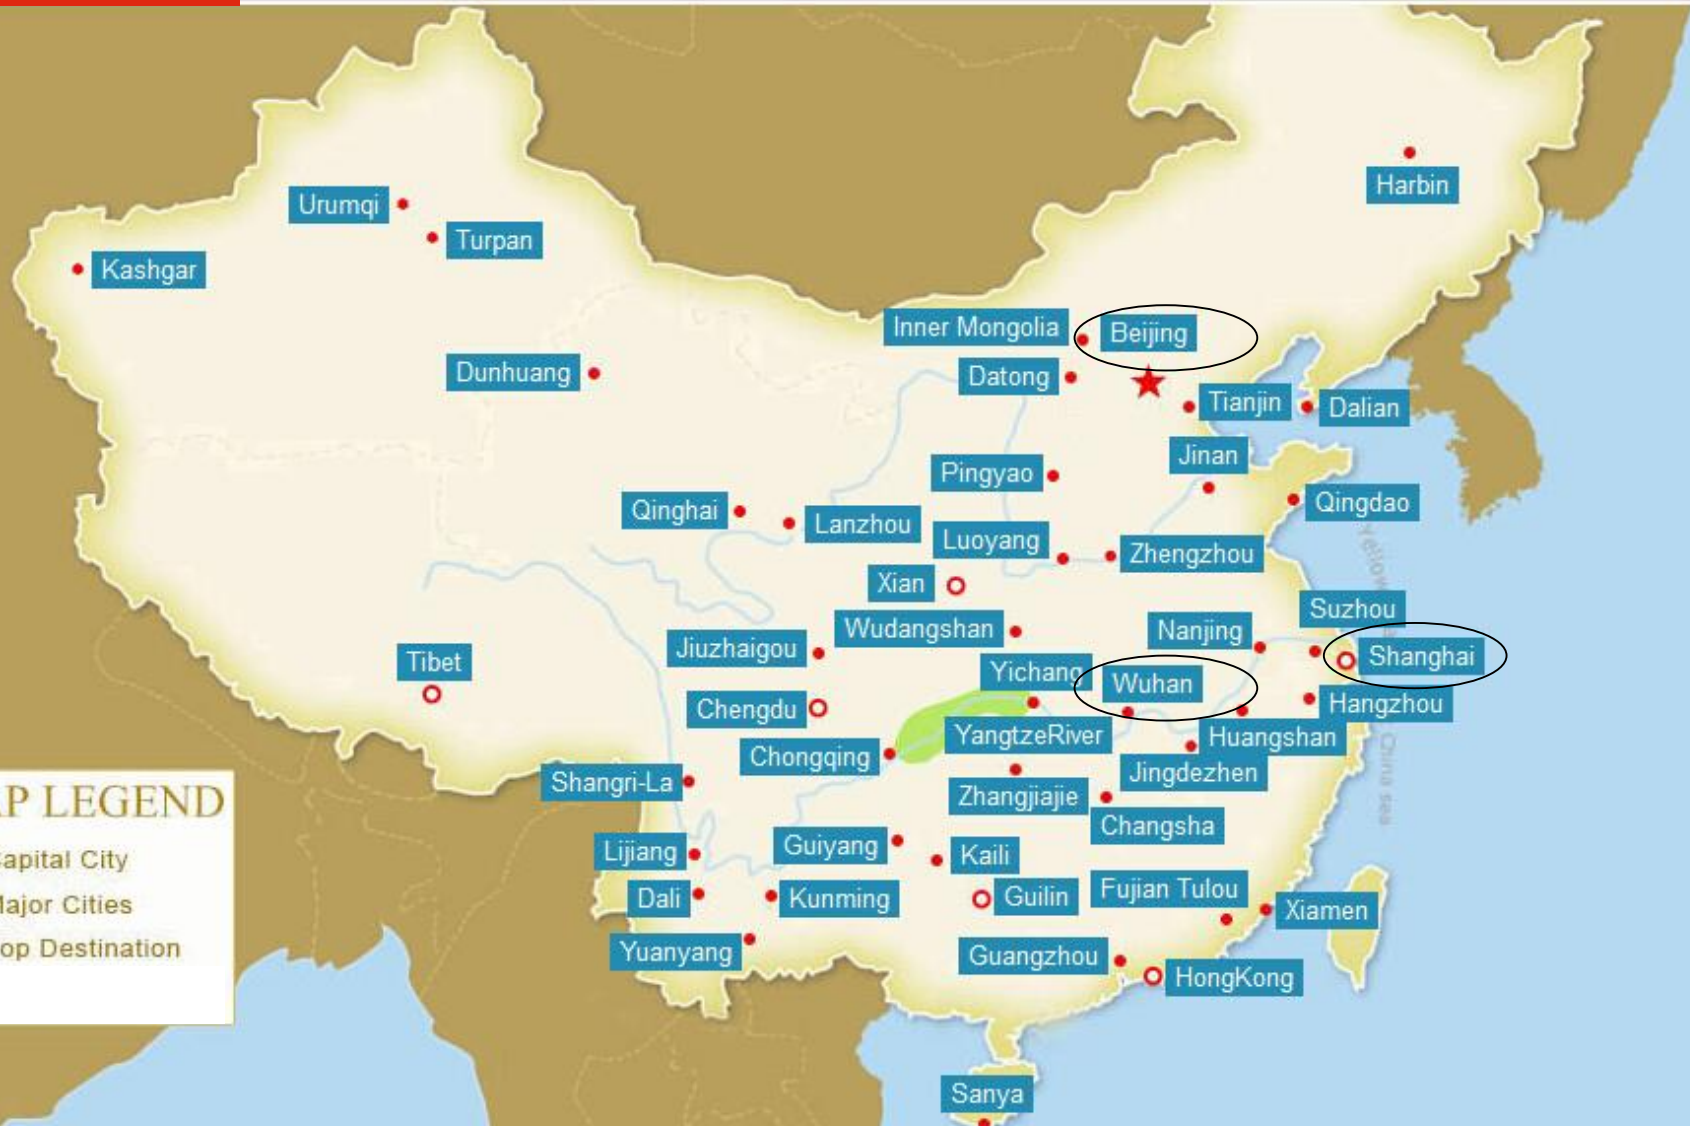 Harbin
Urumqi
Turpan
Kashgar
Inner Mongolia
Beijing
Dunhuang
Datong
Tianjin
Dalian
Jinan
Pingyao
Qinghai
Lanzhou
Qingdao
Luoyang
Zhengzhou
Xian
Suzhou
Wudangshan
Nanjing
Jiuzhaigou
Shanghai
Tibet
Yichang
Wuhan
Chengdu
Hangzhou
YangtzeRiver
Huangshan
Chongqing
Jingdezhen
Shangri-La
Zhangjiajie
Changsha
China sea
P LEGEND
apital City
ajor Cities
op Destination
Guiyang
Lijiang
Kaili
Dali
Kunming
Guilin
Fujian Tulou
Xiamen
Yuanyang
Guangzhou
HongKong
Sanya